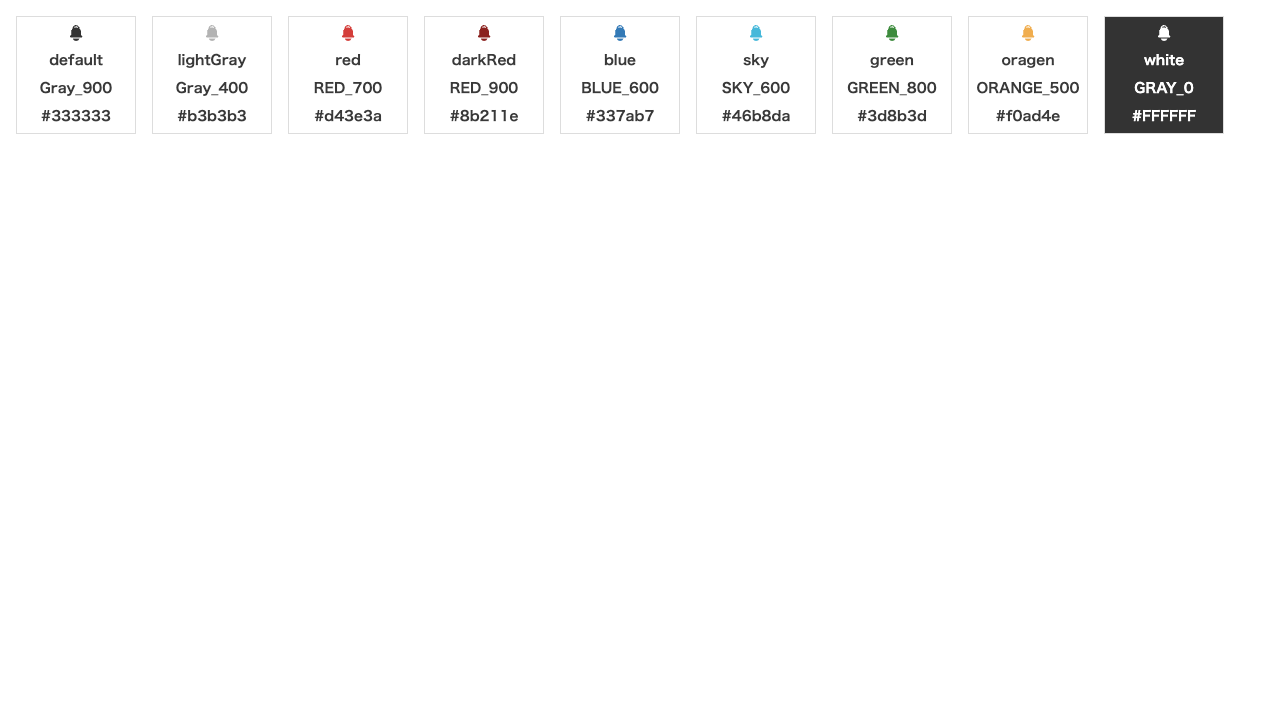 default
Gray_900
#333333
lightGray
Gray_400
#b3b3b3
red
RED_700
#d43e3a
darkRed
RED_900
#8b211e
blue
BLUE_600
#337ab7
sky
SKY_600
#46b8da
green
GREEN_800
#3d8b3d
oragen
ORANGE_500
#f0ad4e
white
GRAY_0
#FFFFFF